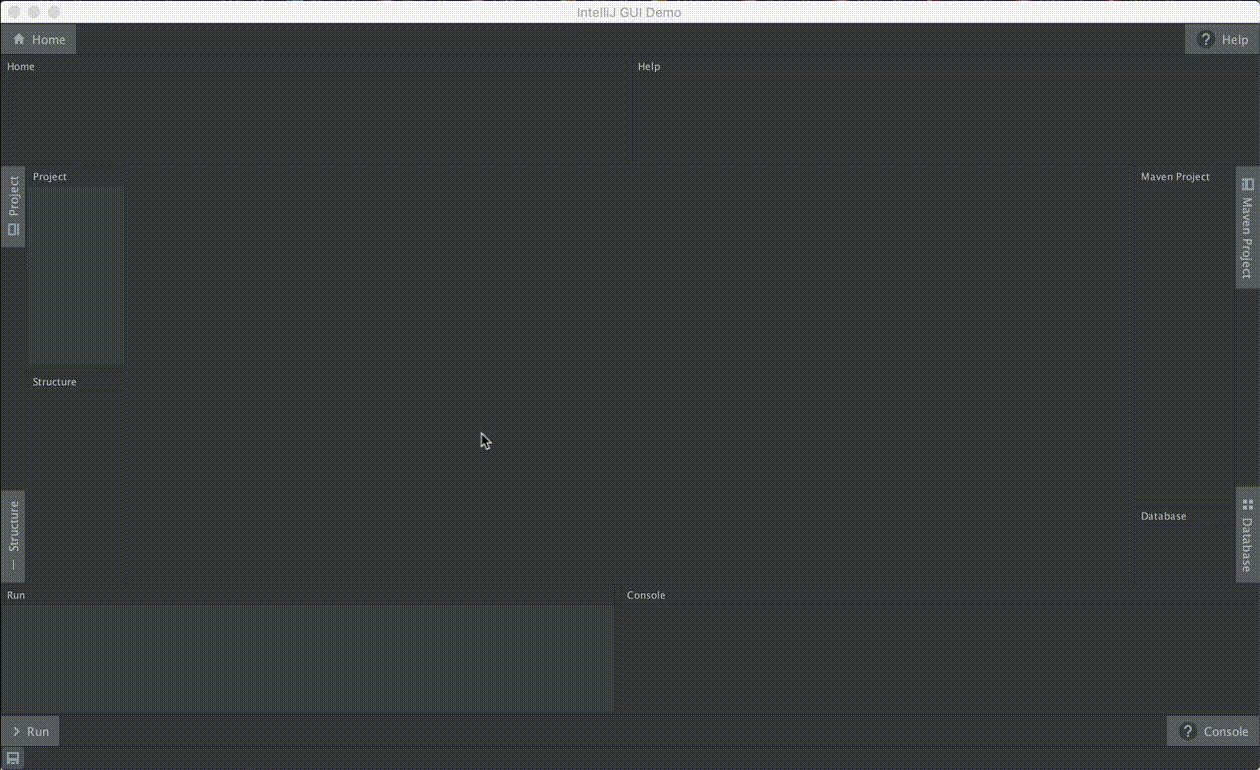 IntelliJ GUI Demo
Home
Help
Home
Help
Project
Project
Maven Project
Maven Project
Structure
Structure
Database
Database
Run
Console
Run
Console